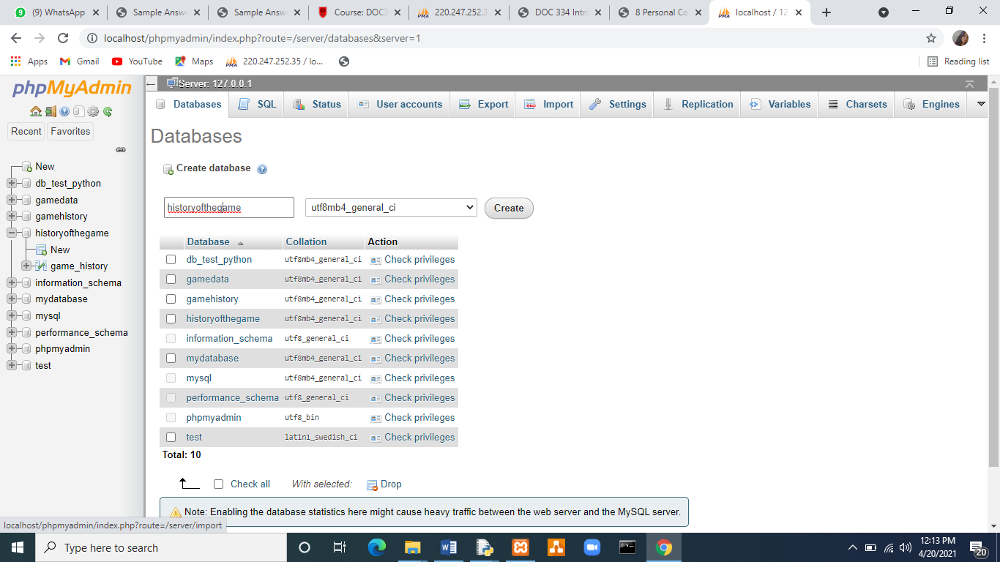 (9) WhatsApp
Sample Answ
Sample Answ
Course: DOC3
220.247.252.3
DOC 334 Intr
8 Personal Co
localhost / 12
localhost/phpmyadmin/index.php?route=/server/databases&server=1
Apps
Gmail
YouTube
Maps
220.247.252.35 / lo...
Reading list
phpMyAdmin
Recent
Favorites
New
db_test_python
gamedata
gamehistory
historyofthegame
New
game_history
information_schema
mydatabase
mysql
performance_schema
phpmyadmin
test
Server: 127.0.0.1
Databases
SQL
Status
User accounts
Export
Import
Settings
Replication
Variables
Charsets
Engines
Databases
Create database
historyofthegame
utf8mb4_general_ci
Create
Database Collation Action
db_test_python utf8mb4_general_ci Check privileges
gamedata utf8mb4_general_ci Check privileges
gamehistory utf8mb4_general_ci Check privileges
historyofthegame utf8mb4_general_ci Check privileges
information_schema utf8_general_ci Check privileges
mydatabase utf8mb4_general_ci Check privileges
mysql utf8mb4_general_ci Check privileges
performance_schema utf8_general_ci Check privileges
phpmyadmin utf8_bin Check privileges
test latin1_swedish_ci Check privileges
Total: 10
Check all With selected: Drop
Note: Enabling the database statistics here might cause heavy traffic between the web server and the MySQL server.
localhost/phpmyadmin/index.php?route=/server/import
Type here to search
12:13 PM
4/20/2021
20